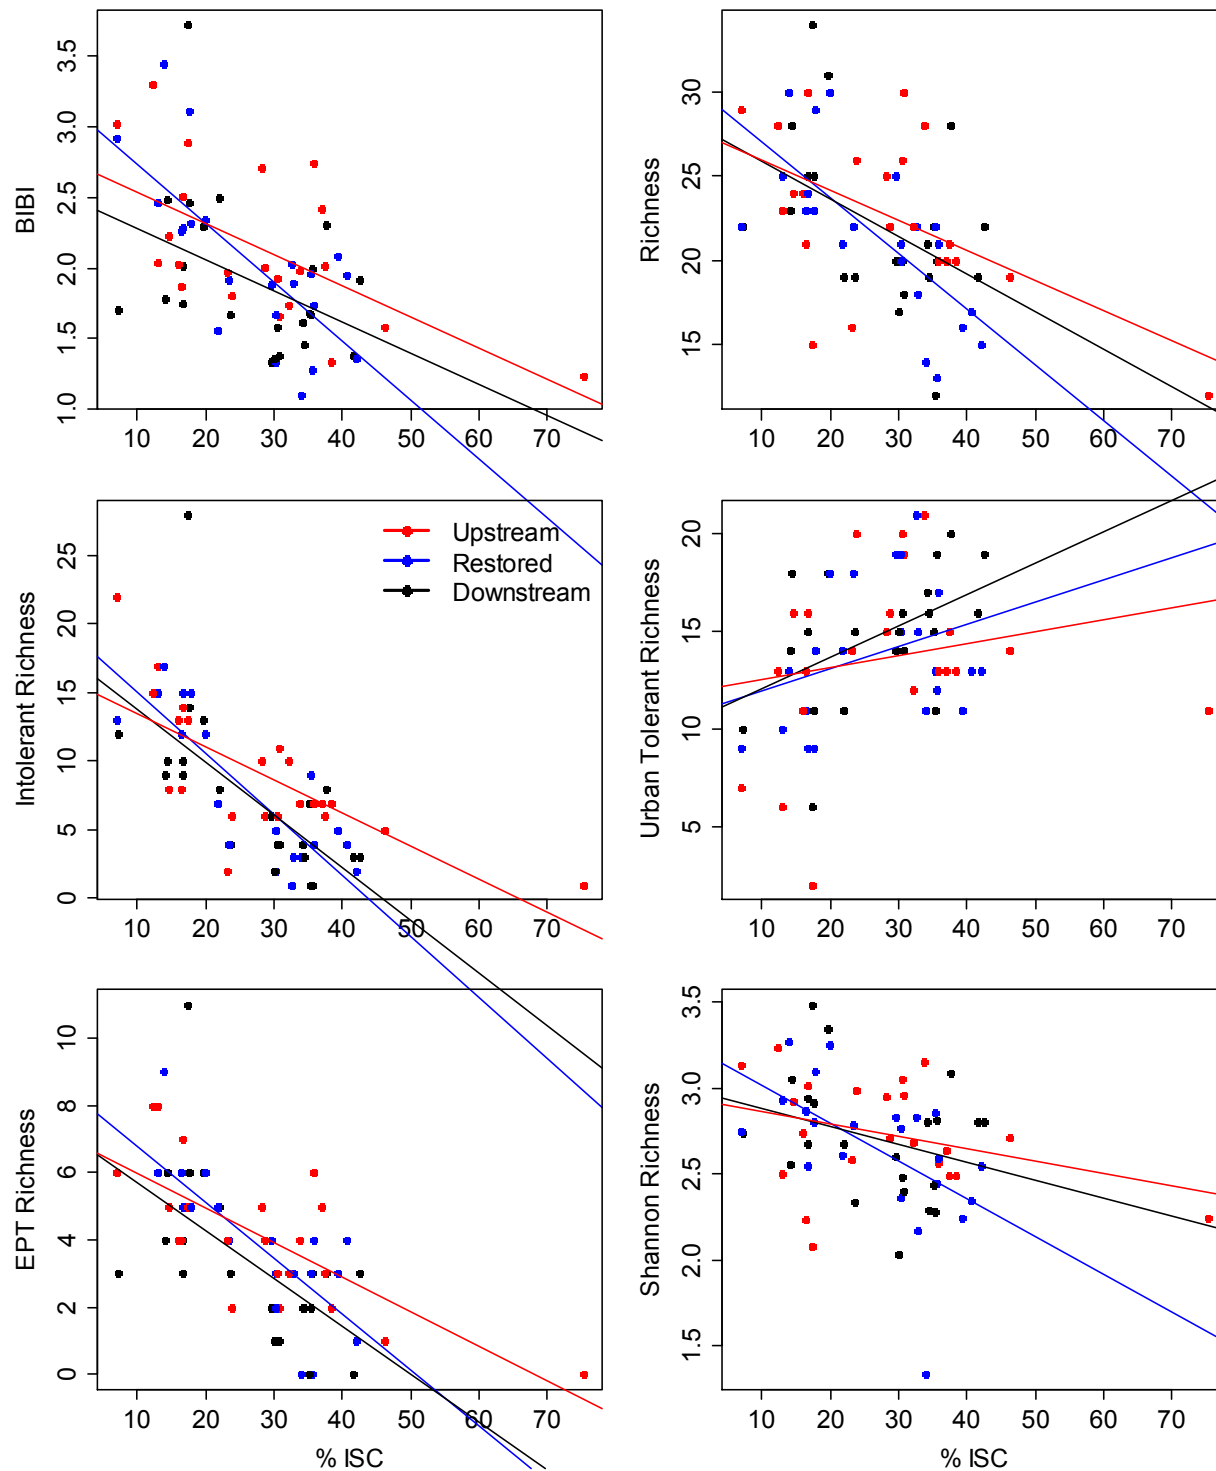 BIBI
3.5
3.0
2.5
2.0
1.5
1.0
10 20 30 40 50 60 70
Richness
30
25
20
15
10 20 30 40 50 60 70
Intolerant Richness
25
20
15
10
5
0
10 20 30 40 50 60 70
Upstream
Restored
Downstream
Urban Tolerant Richness
20
15
10
5
10 20 30 40 50 60 70
EPT Richness
10
8
6
4
2
0
10 20 30 40 50 60 70
% ISC
Shannon Richness
3.5
3.0
2.5
2.0
1.5
10 20 30 40 50 60 70
% ISC